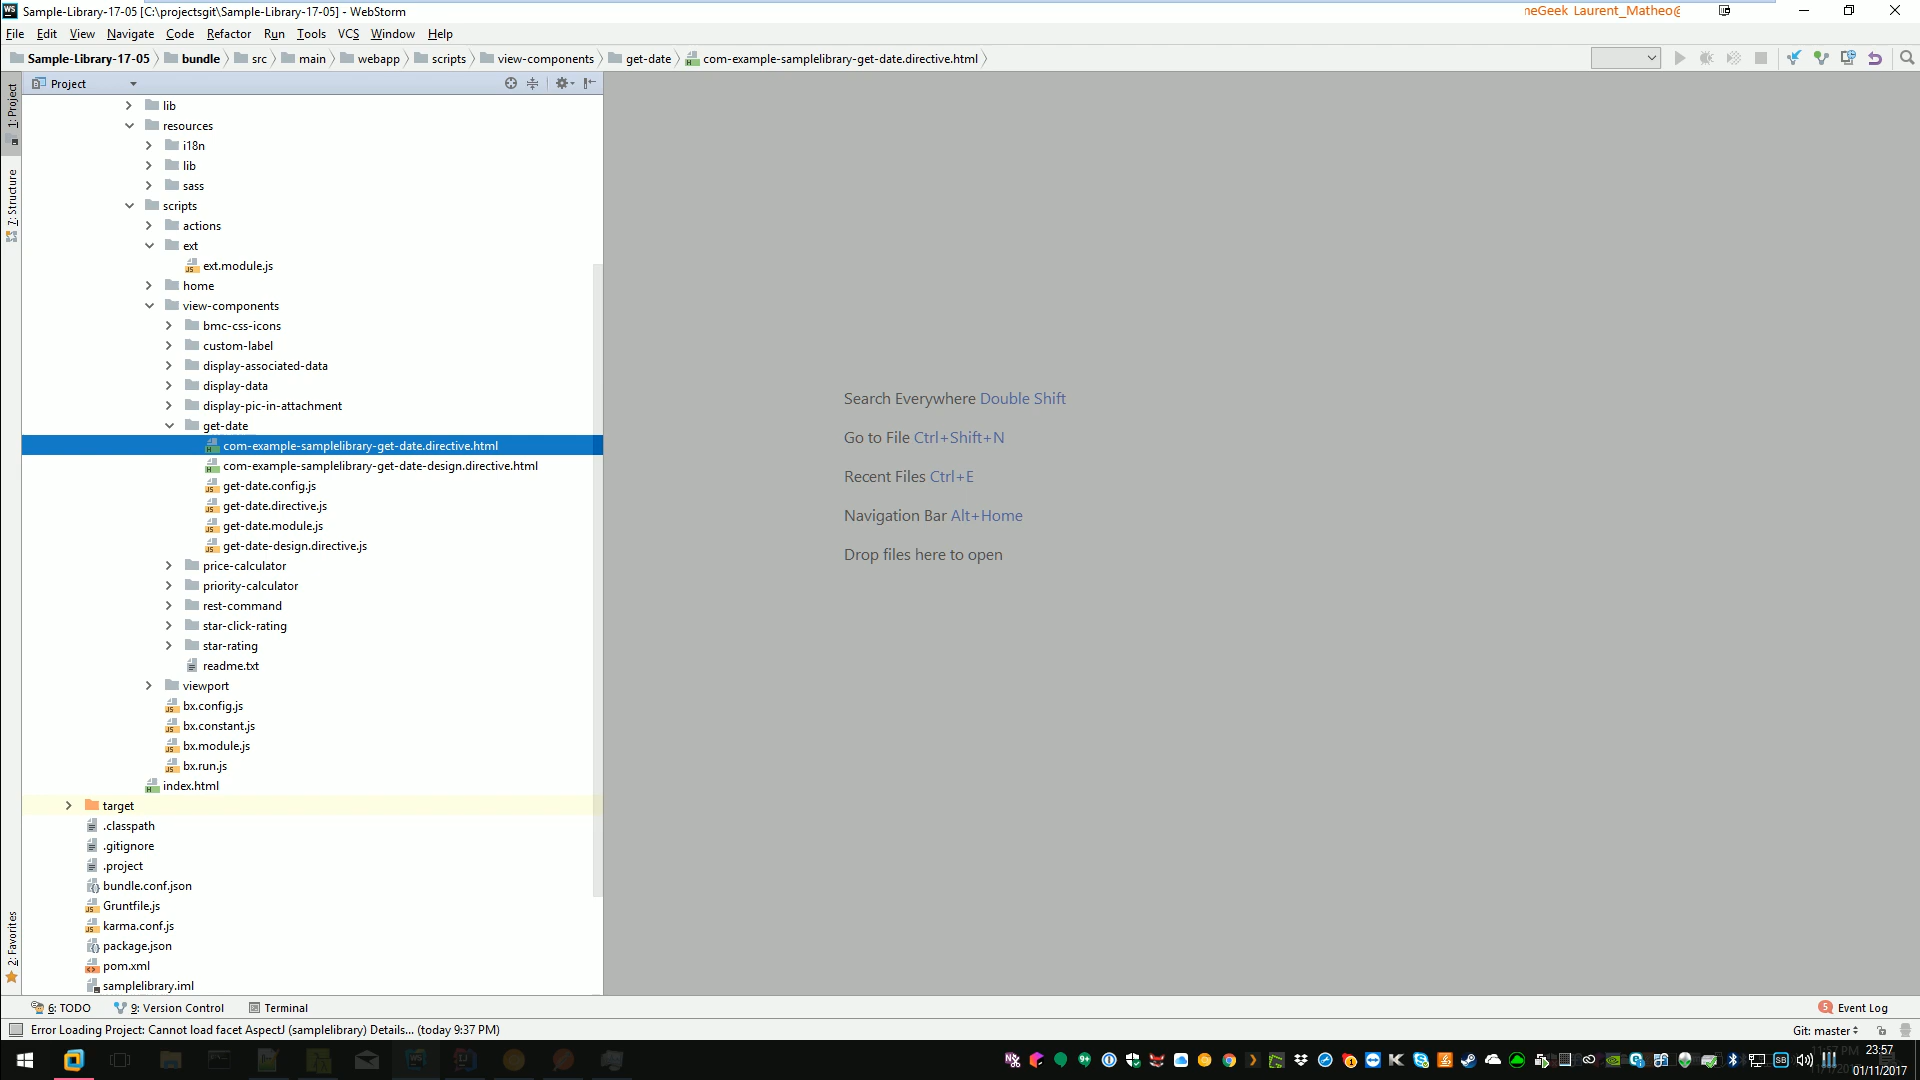 Sample-Library-17-05 [C:\projectsgit\Sample-Library-17-05] - WebStorm
neGeek Laurent_Matheo@
File Edit View Navigate Code Refactor Run Tools VCS Window Help
Sample-Library-17-05 bundle src main webapp scripts view-components get-date com-example-samplelibrary-get-date.directive.html
Project
1: Project
7: Structure
2: Favorites
lib
resources
i18n
lib
sass
scripts
actions
ext
ext.module.js
home
view-components
bmc-css-icons
custom-label
display-associated-data
display-data
display-pic-in-attachment
get-date
com-example-samplelibrary-get-date.directive.html
com-example-samplelibrary-get-date-design.directive.html
get-date.config.js
get-date.directive.js
get-date.module.js
get-date-design.directive.js
price-calculator
priority-calculator
rest-command
star-click-rating
star-rating
readme.txt
viewport
bx.config.js
bx.constant.js
bx.module.js
bx.run.js
index.html
target
.classpath
.gitignore
.project
bundle.conf.json
Gruntfile.js
karma.conf.js
package.json
pom.xml
samplelibrary.iml
Search Everywhere Double Shift
Go to File Ctrl+Shift+N
Recent Files Ctrl+E
Navigation Bar Alt+Home
Drop files here to open
6: TODO 9: Version Control Terminal
5 Event Log
Error Loading Project: Cannot load facet AspectJ (samplelibrary) Details... (today 9:37 PM)
Git: master
23:57
01/11/2017